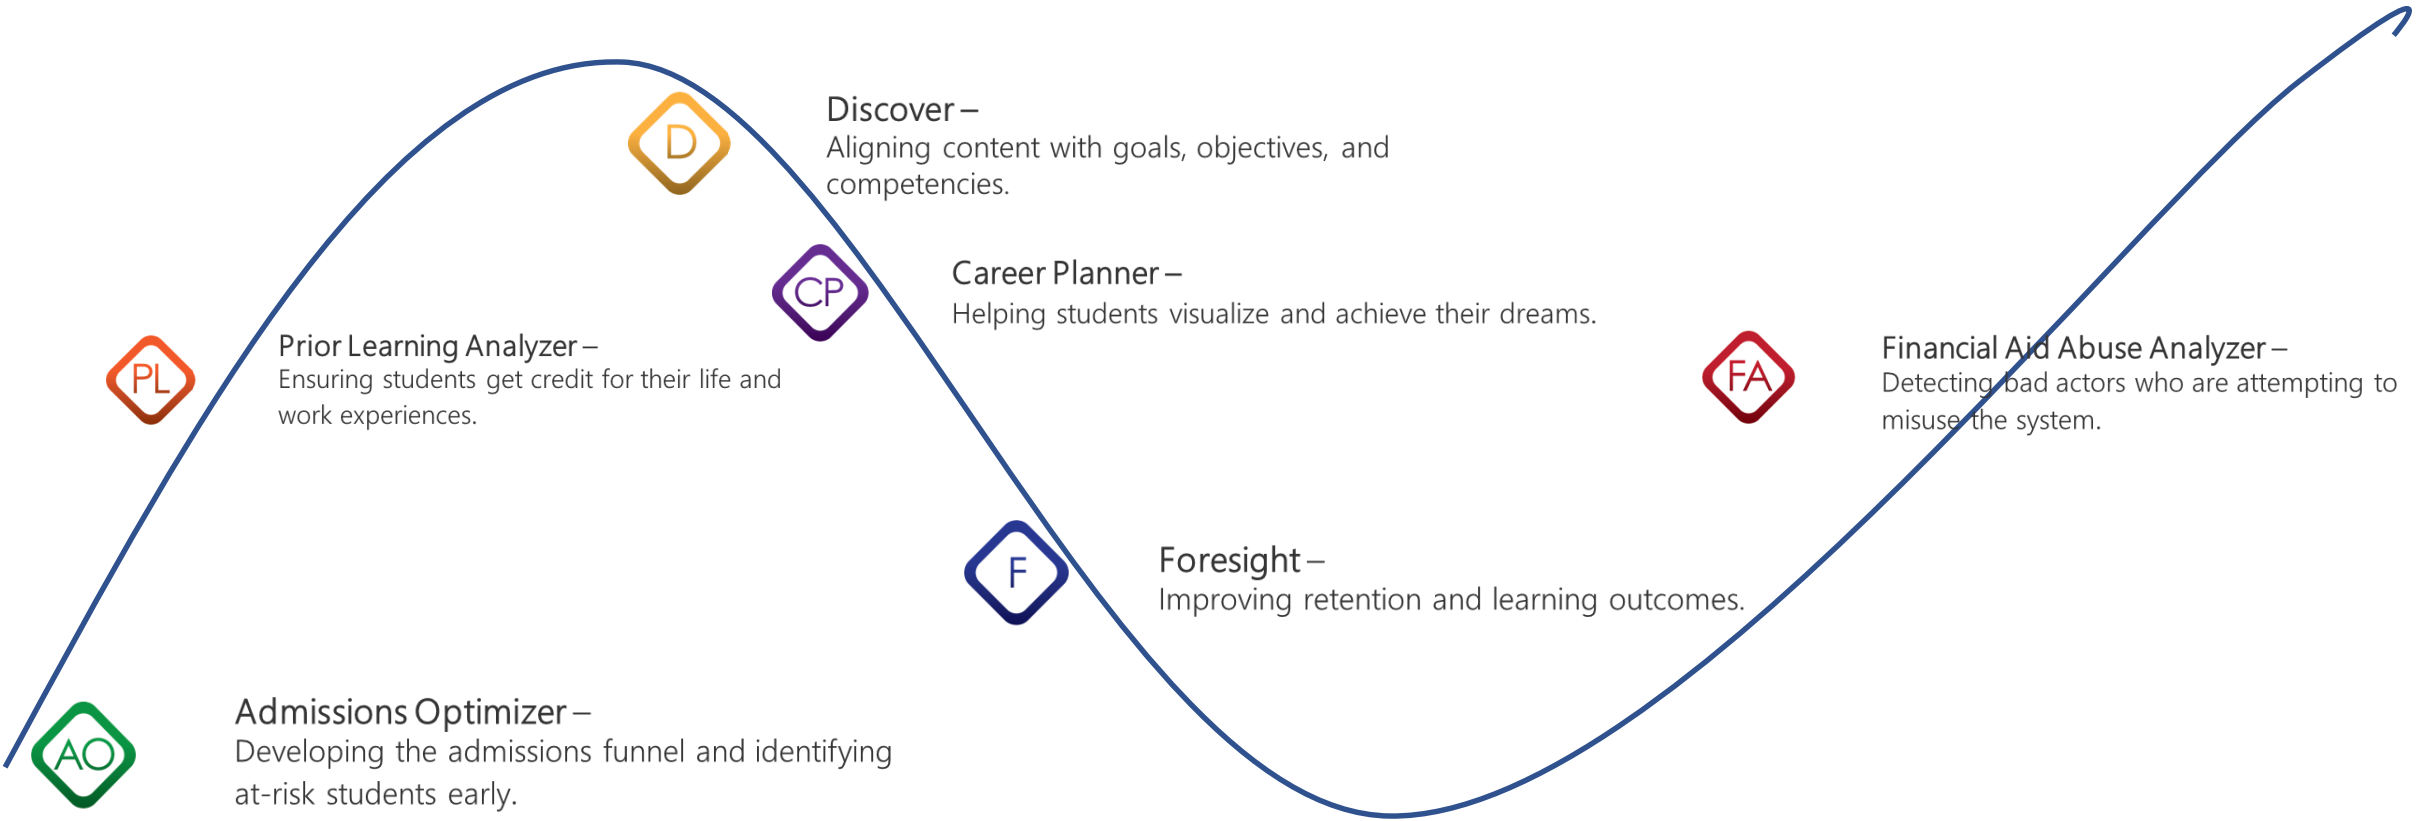 AO
Admissions Optimizer –
Developing the admissions funnel and identifying
at-risk students early.
PL
Prior Learning Analyzer –
Ensuring students get credit for their life and
work experiences.
D
Discover –
Aligning content with goals, objectives, and
competencies.
CP
Career Planner –
Helping students visualize and achieve their dreams.
F
Foresight –
Improving retention and learning outcomes.
FA
Financial Aid Abuse Analyzer –
Detecting bad actors who are attempting to
misuse the system.